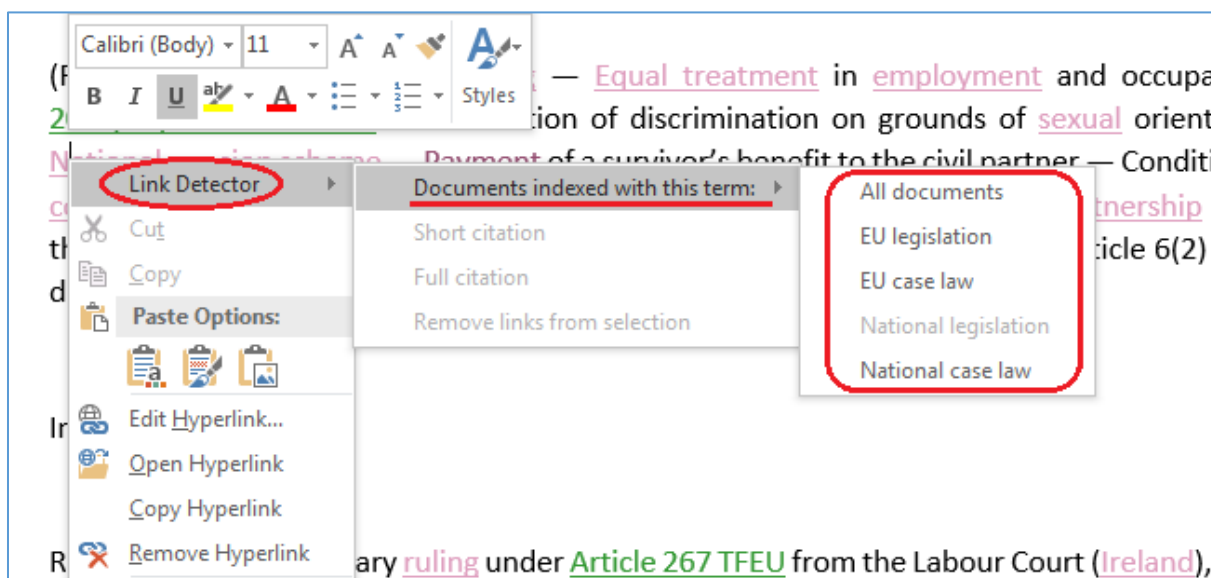 Calibri (Body) 11
B I U Styles
— Equal treatment in employment and occupa
tion of discrimination on grounds of sexual orient
Payment of a survivor's benefit to the civil partner — Conditi
Link Detector
Documents indexed with this term:
All documents
tnership
Cut
Short citation
EU legislation
ticle 6(2)
Copy
Full citation
EU case law
Paste Options:
Remove links from selection
National legislation
National case law
Edit Hyperlink...
Open Hyperlink
Copy Hyperlink
Remove Hyperlink
ary ruling under Article 267 TFEU from the Labour Court (Ireland),